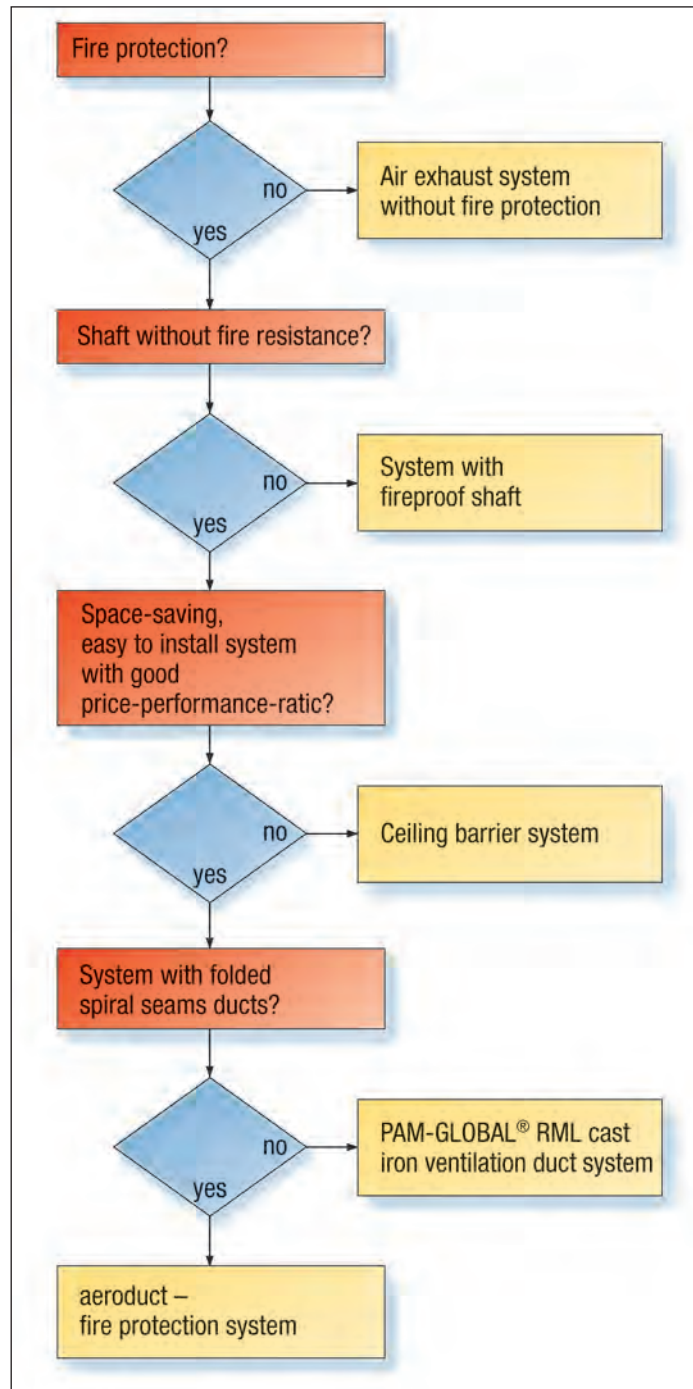 Fire protection?
no
yes
Air exhaust system
without fire protection
Shaft without fire resistance?
no
yes
System with
fireproof shaft
Space-saving,
easy to install system
with good
price-performance-ratic?
no
yes
Ceiling barrier system
System with folded
spiral seams ducts?
no
yes
PAM-GLOBAL® RML cast
iron ventilation duct system
aeroduct –
fire protection system